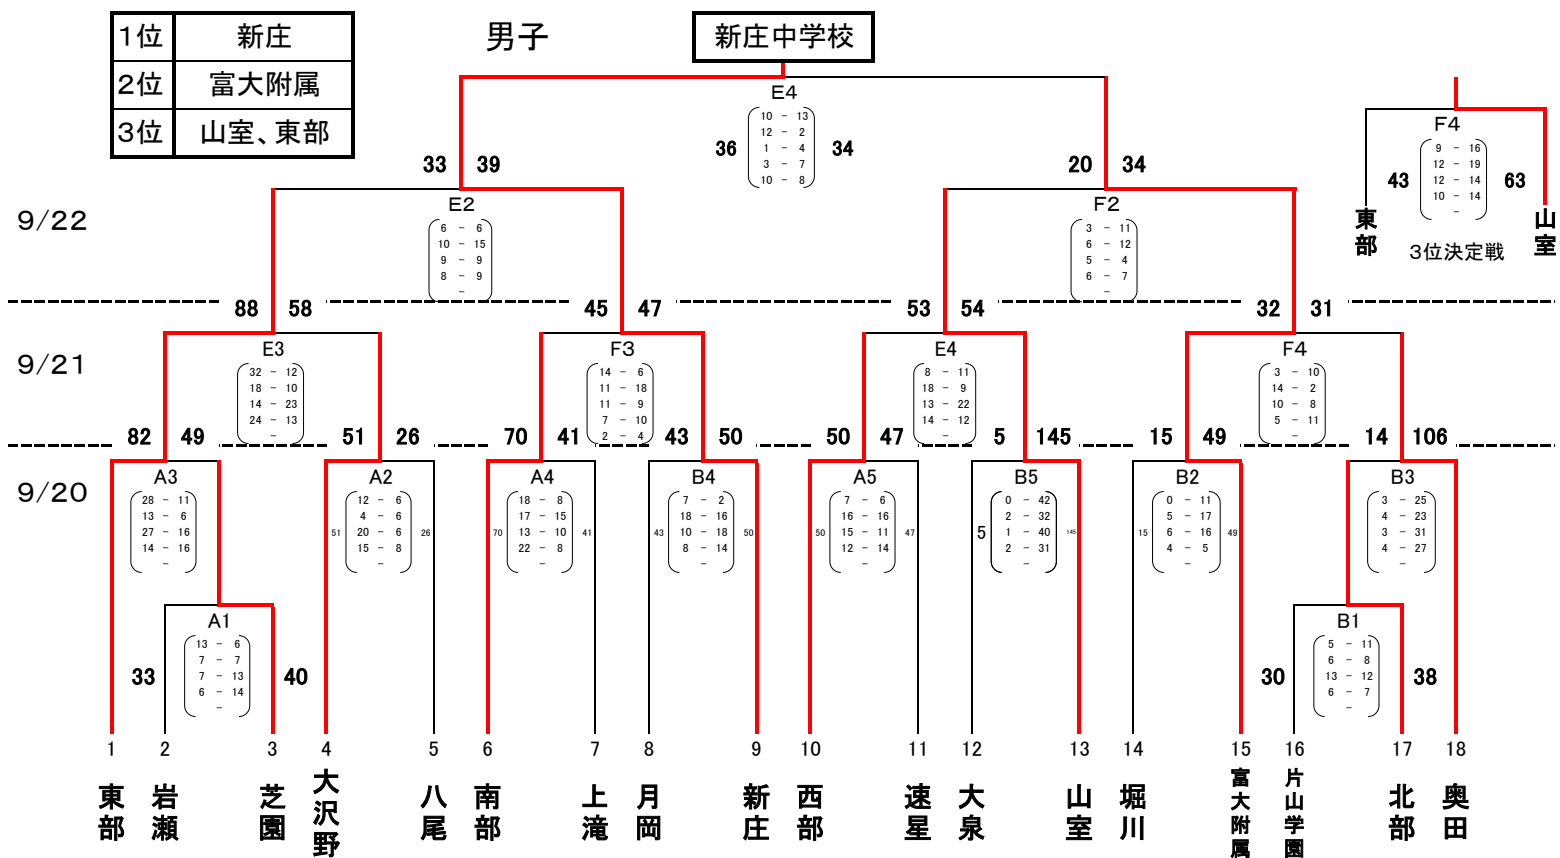 1位 新庄
2位 富大附属
3位 山室、東部
男子
新庄中学校
E4
36 34
10 - 13
12 - 2
1 - 4
3 - 7
10 - 8
F4
43 63
9 - 16
12 - 19
12 - 14
10 - 14
-
東部 山室
3位決定戦
33 39
20 34
9/22
E2
6 - 6
10 - 15
9 - 9
8 - 9
-
F2
3 - 11
6 - 12
5 - 4
6 - 7
-
88 58
45 47
53 54
32 31
9/21
E3
32 - 12
18 - 10
14 - 23
24 - 13
-
F3
14 - 6
11 - 18
11 - 9
7 - 10
2 - 4
E4
8 - 11
18 - 9
13 - 22
14 - 12
-
F4
3 - 10
14 - 2
10 - 8
5 - 11
-
82 49
51 26
70 41
43 50
50 47
5 145
15 49
14 106
9/20
A3
28 - 11
13 - 6
27 - 16
14 - 16
-
A2
51 26
12 - 6
4 - 6
20 - 6
15 - 8
-
A4
70 41
18 - 8
17 - 15
13 - 10
22 - 8
-
B4
43 50
7 - 2
18 - 16
10 - 18
8 - 14
-
A5
50 47
7 - 6
16 - 16
15 - 11
12 - 14
-
B5
5 145
0 - 42
2 - 32
1 - 40
2 - 31
-
B2
15 49
0 - 11
5 - 17
6 - 16
4 - 5
-
B3
3 - 25
4 - 23
3 - 31
4 - 27
-
A1
33 40
13 - 6
7 - 7
7 - 13
6 - 14
-
B1
30 38
5 - 11
6 - 8
13 - 12
6 - 7
-
1 2 3 4 5 6 7 8 9 10 11 12 13 14 15 16 17 18
東部
岩瀬
芝園
大沢野
八尾
南部
上滝
月岡
新庄
西部
速星
大泉
山室
堀川
富大附属
片山学園
北部
奥田